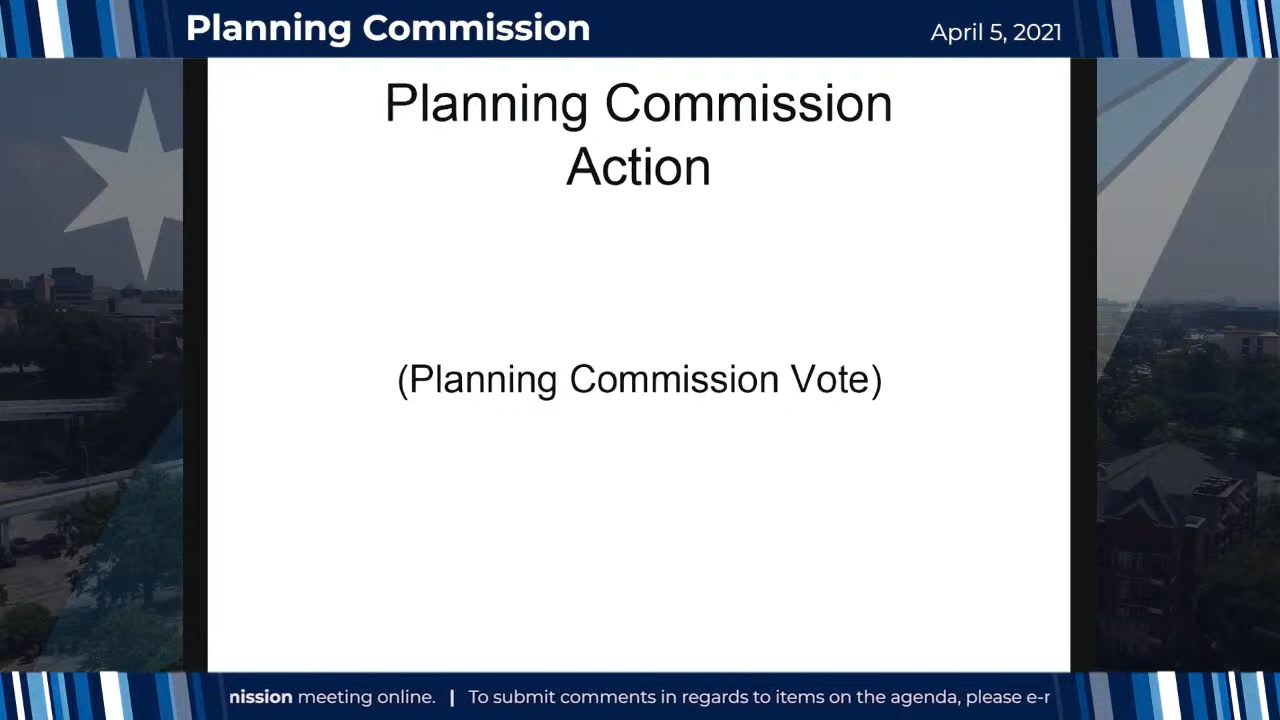 Planning Commission
April 5, 2021
Planning Commission
Action
(Planning Commission Vote)
nission meeting online. | To submit comments in regards to items on the agenda, please e-r